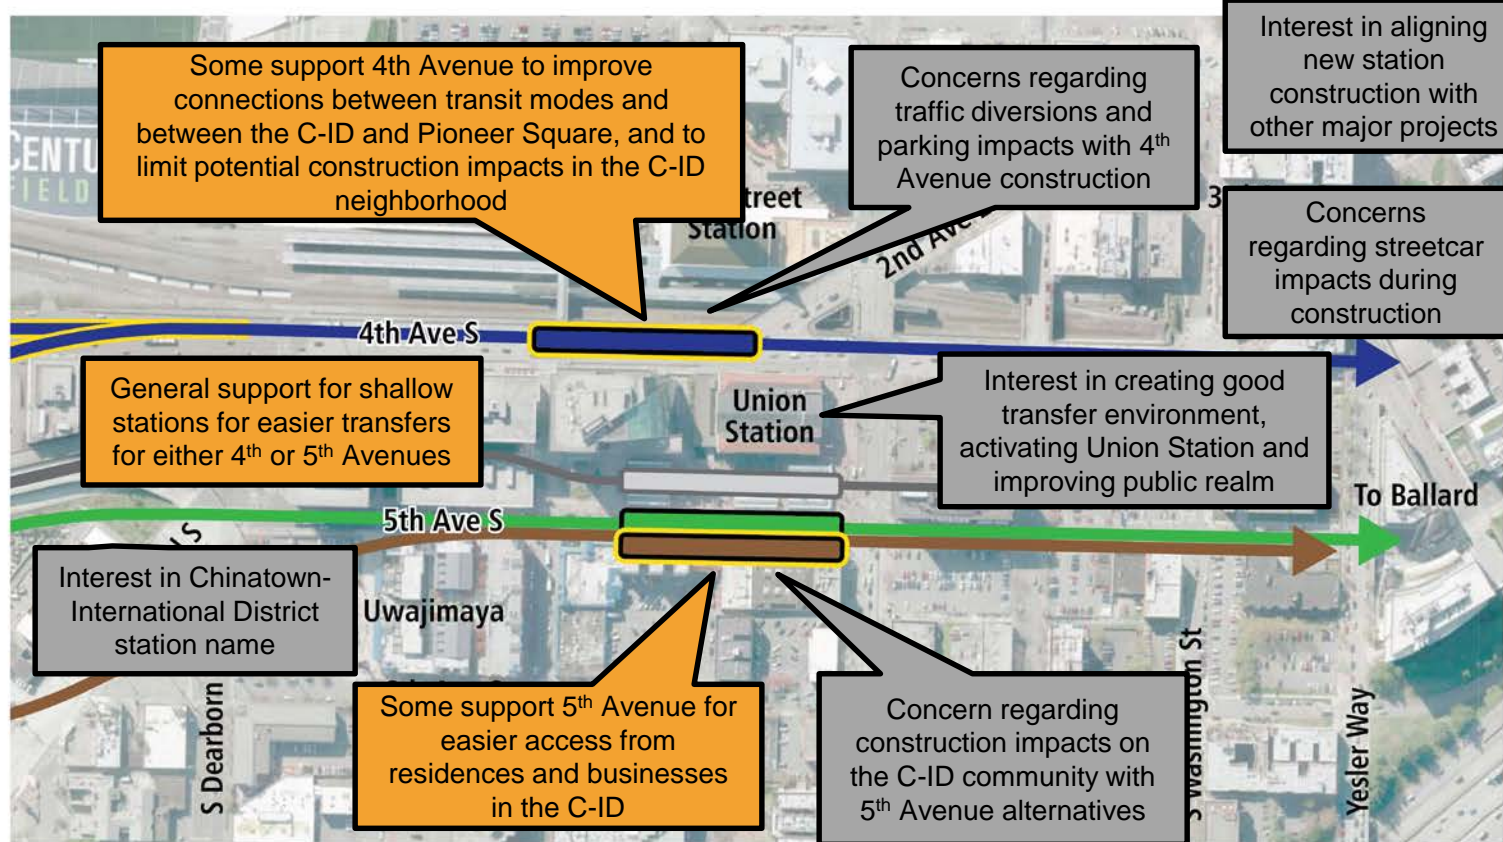 Some support 4th Avenue to improve
connections between transit modes and
between the C-ID and Pioneer Square, and to
limit potential construction impacts in the C-ID
neighborhood
Concerns regarding
traffic diversions and
parking impacts with 4th
Avenue construction
Interest in aligning
new station
construction with
other major projects
Concerns
regarding streetcar
impacts during
construction
FIELD
Station
2nd Ave
4th Ave S
General support for shallow
stations for easier transfers
for either 4th or 5th Avenues
Union
Station
Interest in creating good
transfer environment,
activating Union Station and
improving public realm
To Ballard
5th Ave S
Interest in Chinatown-
International District
station name
Uwajimaya
S Dearborn
Some support 5th Avenue for
easier access from
residences and businesses
in the C-ID
Concern regarding
construction impacts on
the C-ID community with
5th Avenue alternatives
S Washington St
Yesler Way